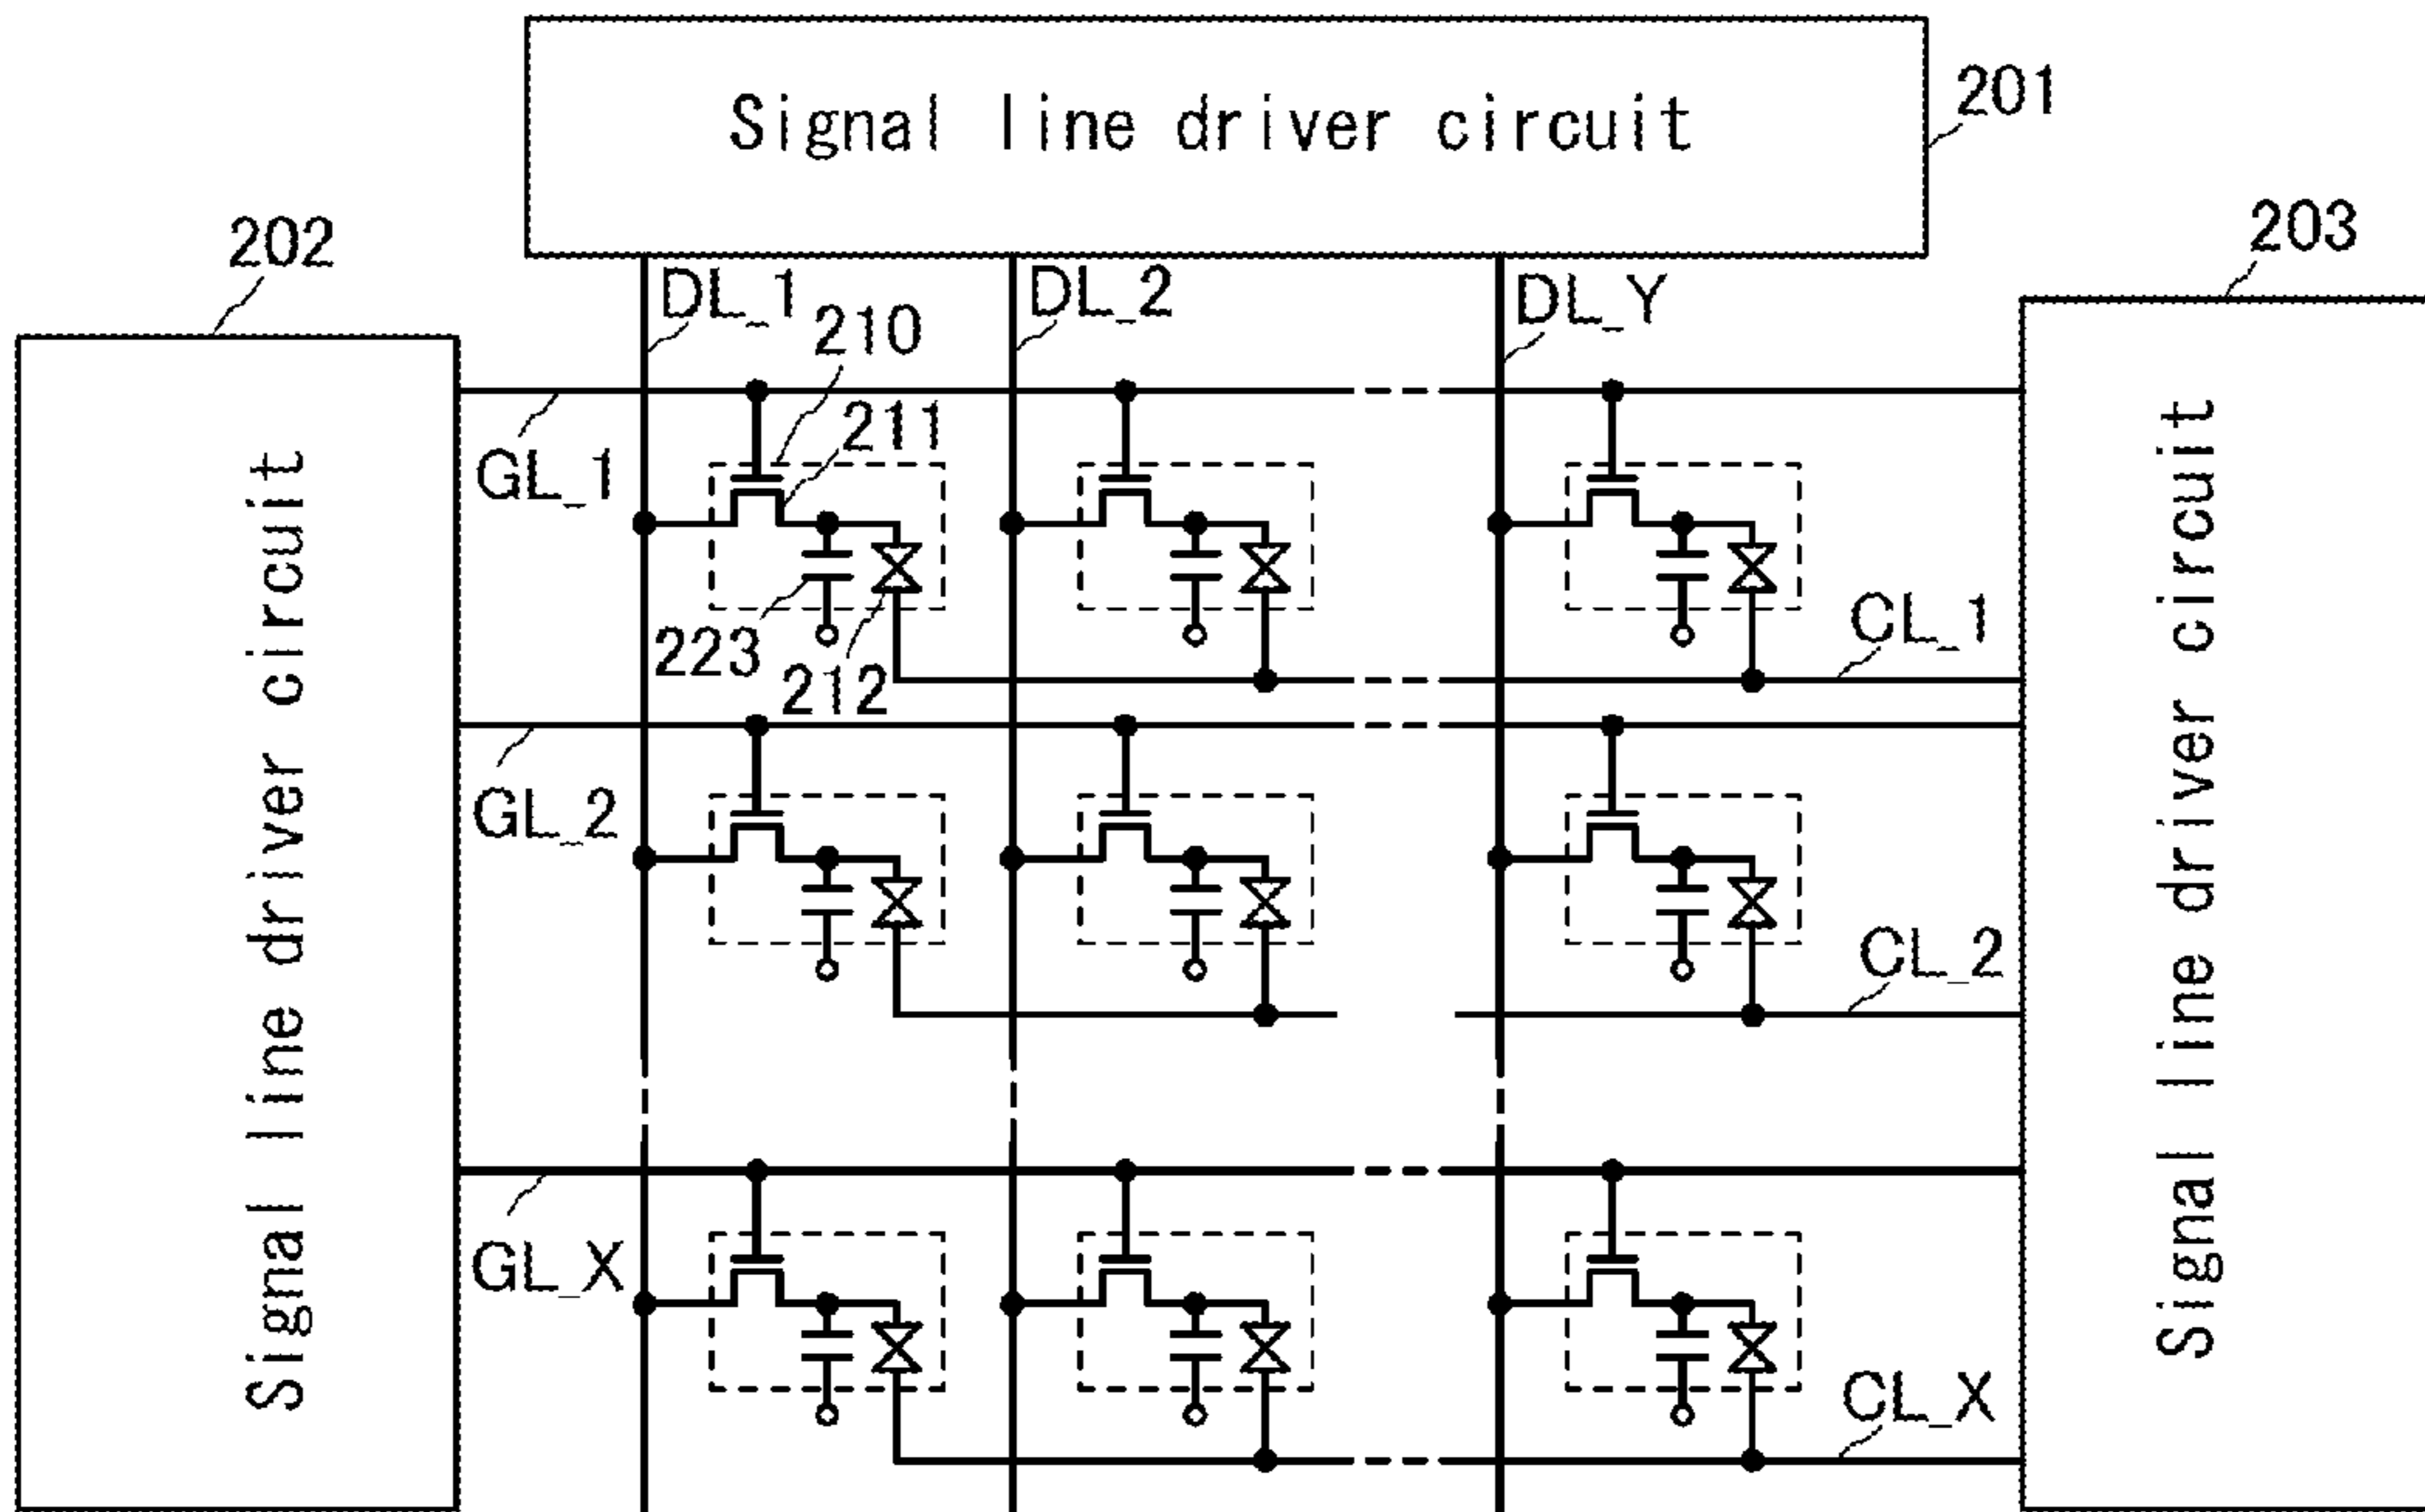 Signal line driver circuit
201
202
203
DL_1
DL_2
DL_Y
210
211
GL_1
223
212
CL_1
GL_2
CL_2
GL_X
CL_X
Signal line driver circuit
Signal line driver circuit